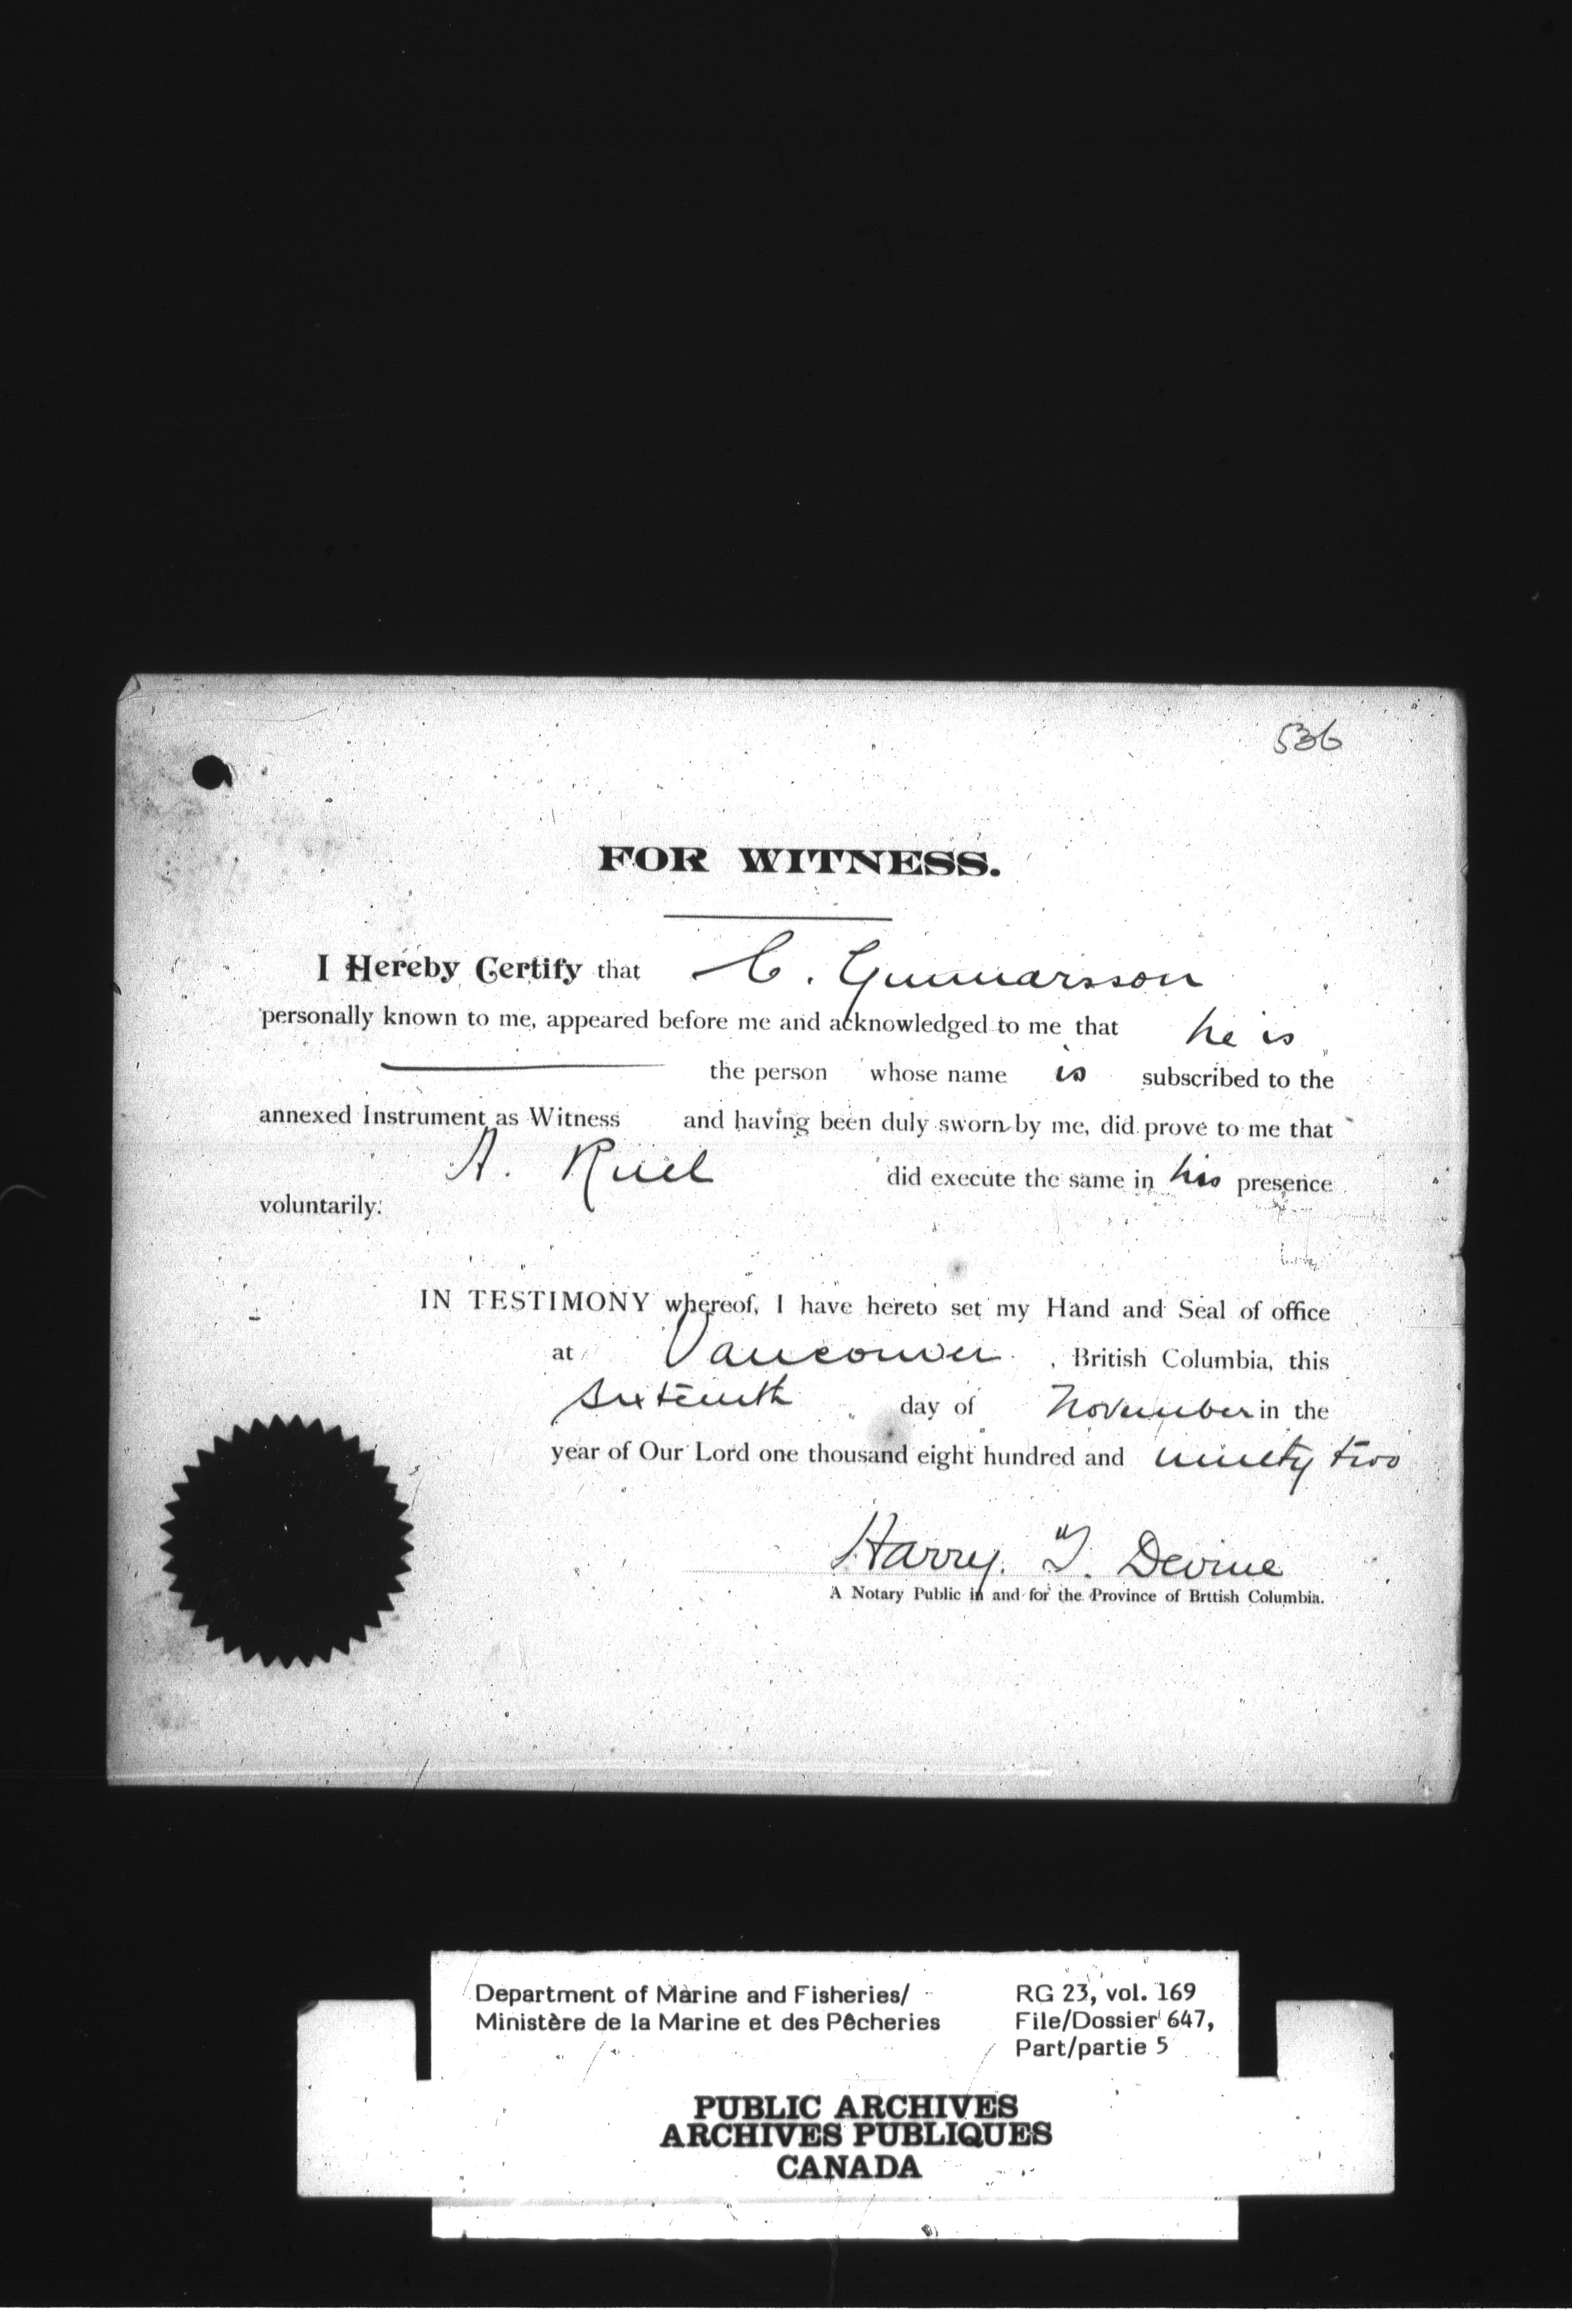 536
FOR WITNESS.
I Hereby Certify that C. Gunnarsson
personally known to me, appeared before me and acknowledged to me that he is
the person whose name is subscribed to the
annexed Instrument as Witness and having been duly sworn by me, did prove to me that
A. Ruel did execute the same in his presence
voluntarily.
IN TESTIMONY whereof, I have hereto set my Hand and Seal of office
at Vancouver, British Columbia, this
sixteenth day of November in the
year of Our Lord one thousand eight hundred and ninety two
Harry. T. Devine
A Notary Public in and for the Province of Brttish Columbia.
Department of Marine and Fisheries/ RG 23, vol. 169
Ministère de la Marine et des Pêcheries File/Dossier 647,
Part/partie 5
PUBLIC ARCHIVES
ARCHIVES PUBLIQUES
CANADA